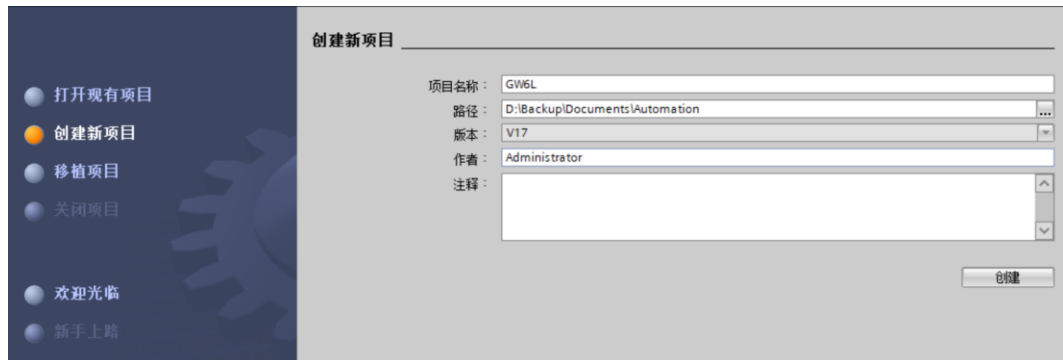 创建新项目
打开现有项目
创建新项目
移植项目
关闭项目
欢迎光临
新手上路
项目名称： GW6L
路径： D:\Backup\Documents\Automation ...
版本： V17
作者： Administrator
注释：
创建